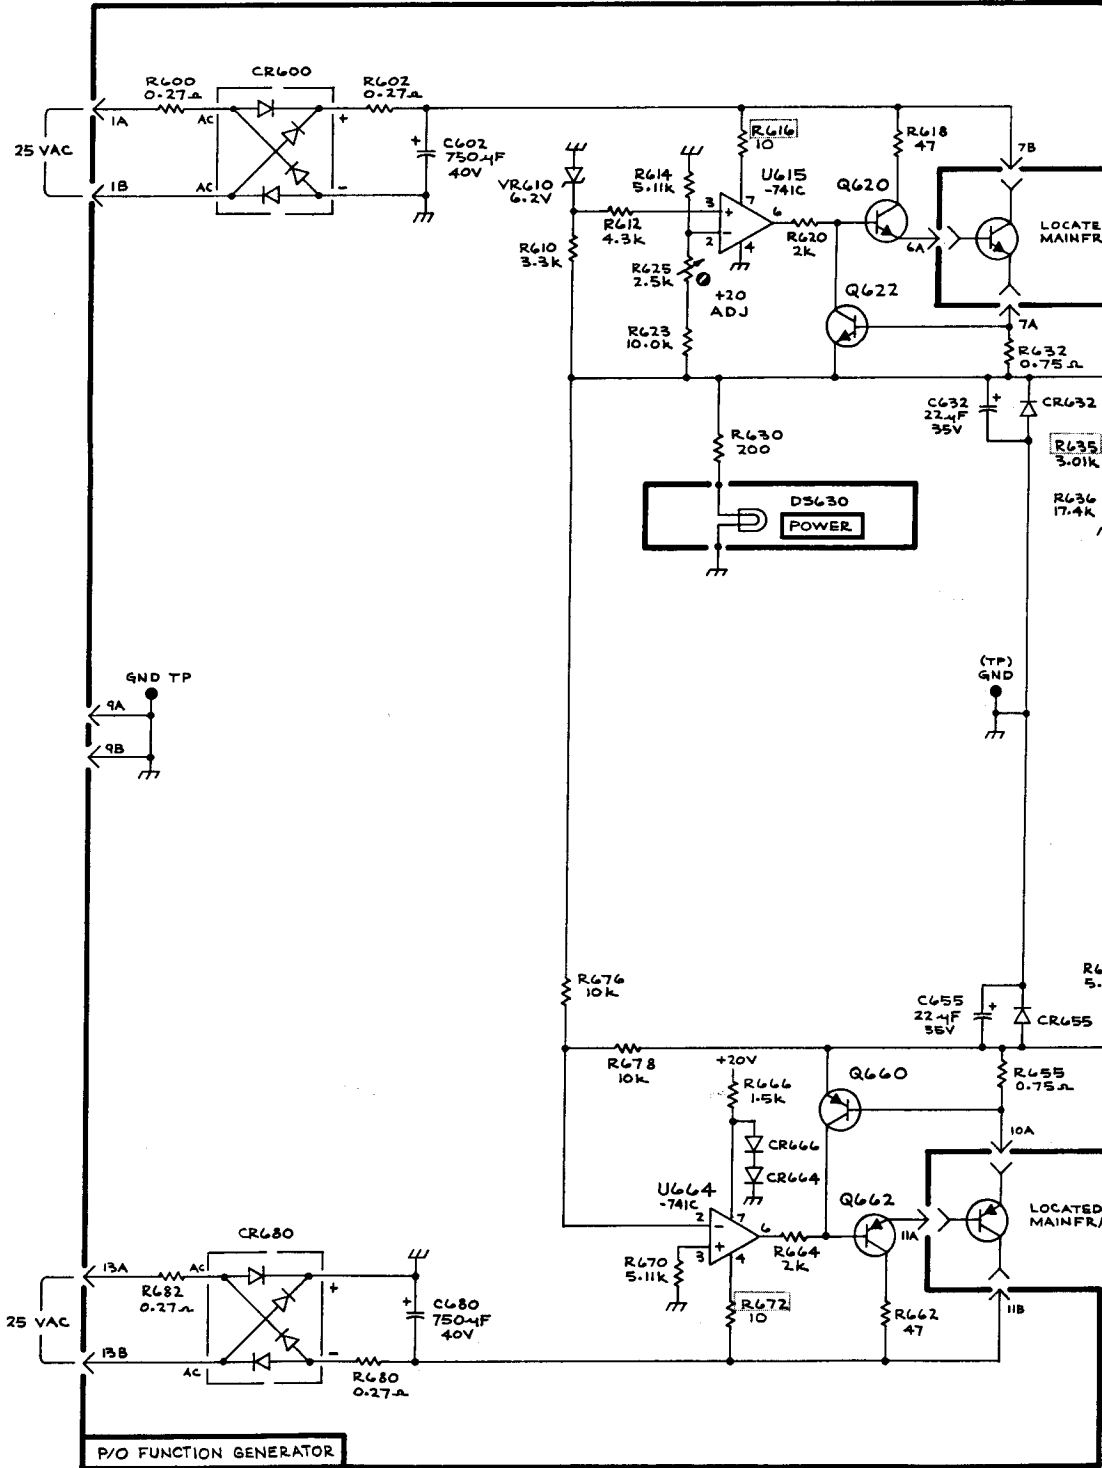 CR600
R600
0.27Ω
R602
0.27Ω
25 VAC
1A
AC
+
1B
AC
-
+
C602
750µF
40V
VR610
6.2V
R610
3.3k
R612
4.3k
R614
5.11k
R616
10
U615
-741C
3
+
7
6
2
-
4
R625
2.5k
+20
ADJ
R623
10.0k
R620
2k
Q620
R618
47
Q622
6A
7B
LOCATE
MAINFR
7A
R632
0.75Ω
C632
22µF
35V
+
CR632
R635
3.01k
R636
17.4k
R630
200
DS630
POWER
GND TP
9A
9B
(TP)
GND
R676
10k
C655
22µF
35V
+
CR655
R6
5.
R678
10k
+20V
R666
1.5k
CR666
CR664
Q660
R655
0.75Ω
10A
U664
-741C
2
-
7
6
3
+
4
R670
5.11k
R664
2k
Q662
11A
LOCATED
MAINFRA
R672
10
R662
47
11B
CR680
25 VAC
13A
AC
R682
0.27Ω
+
13B
AC
-
R680
0.27Ω
+
C680
750µF
40V
P/O FUNCTION GENERATOR